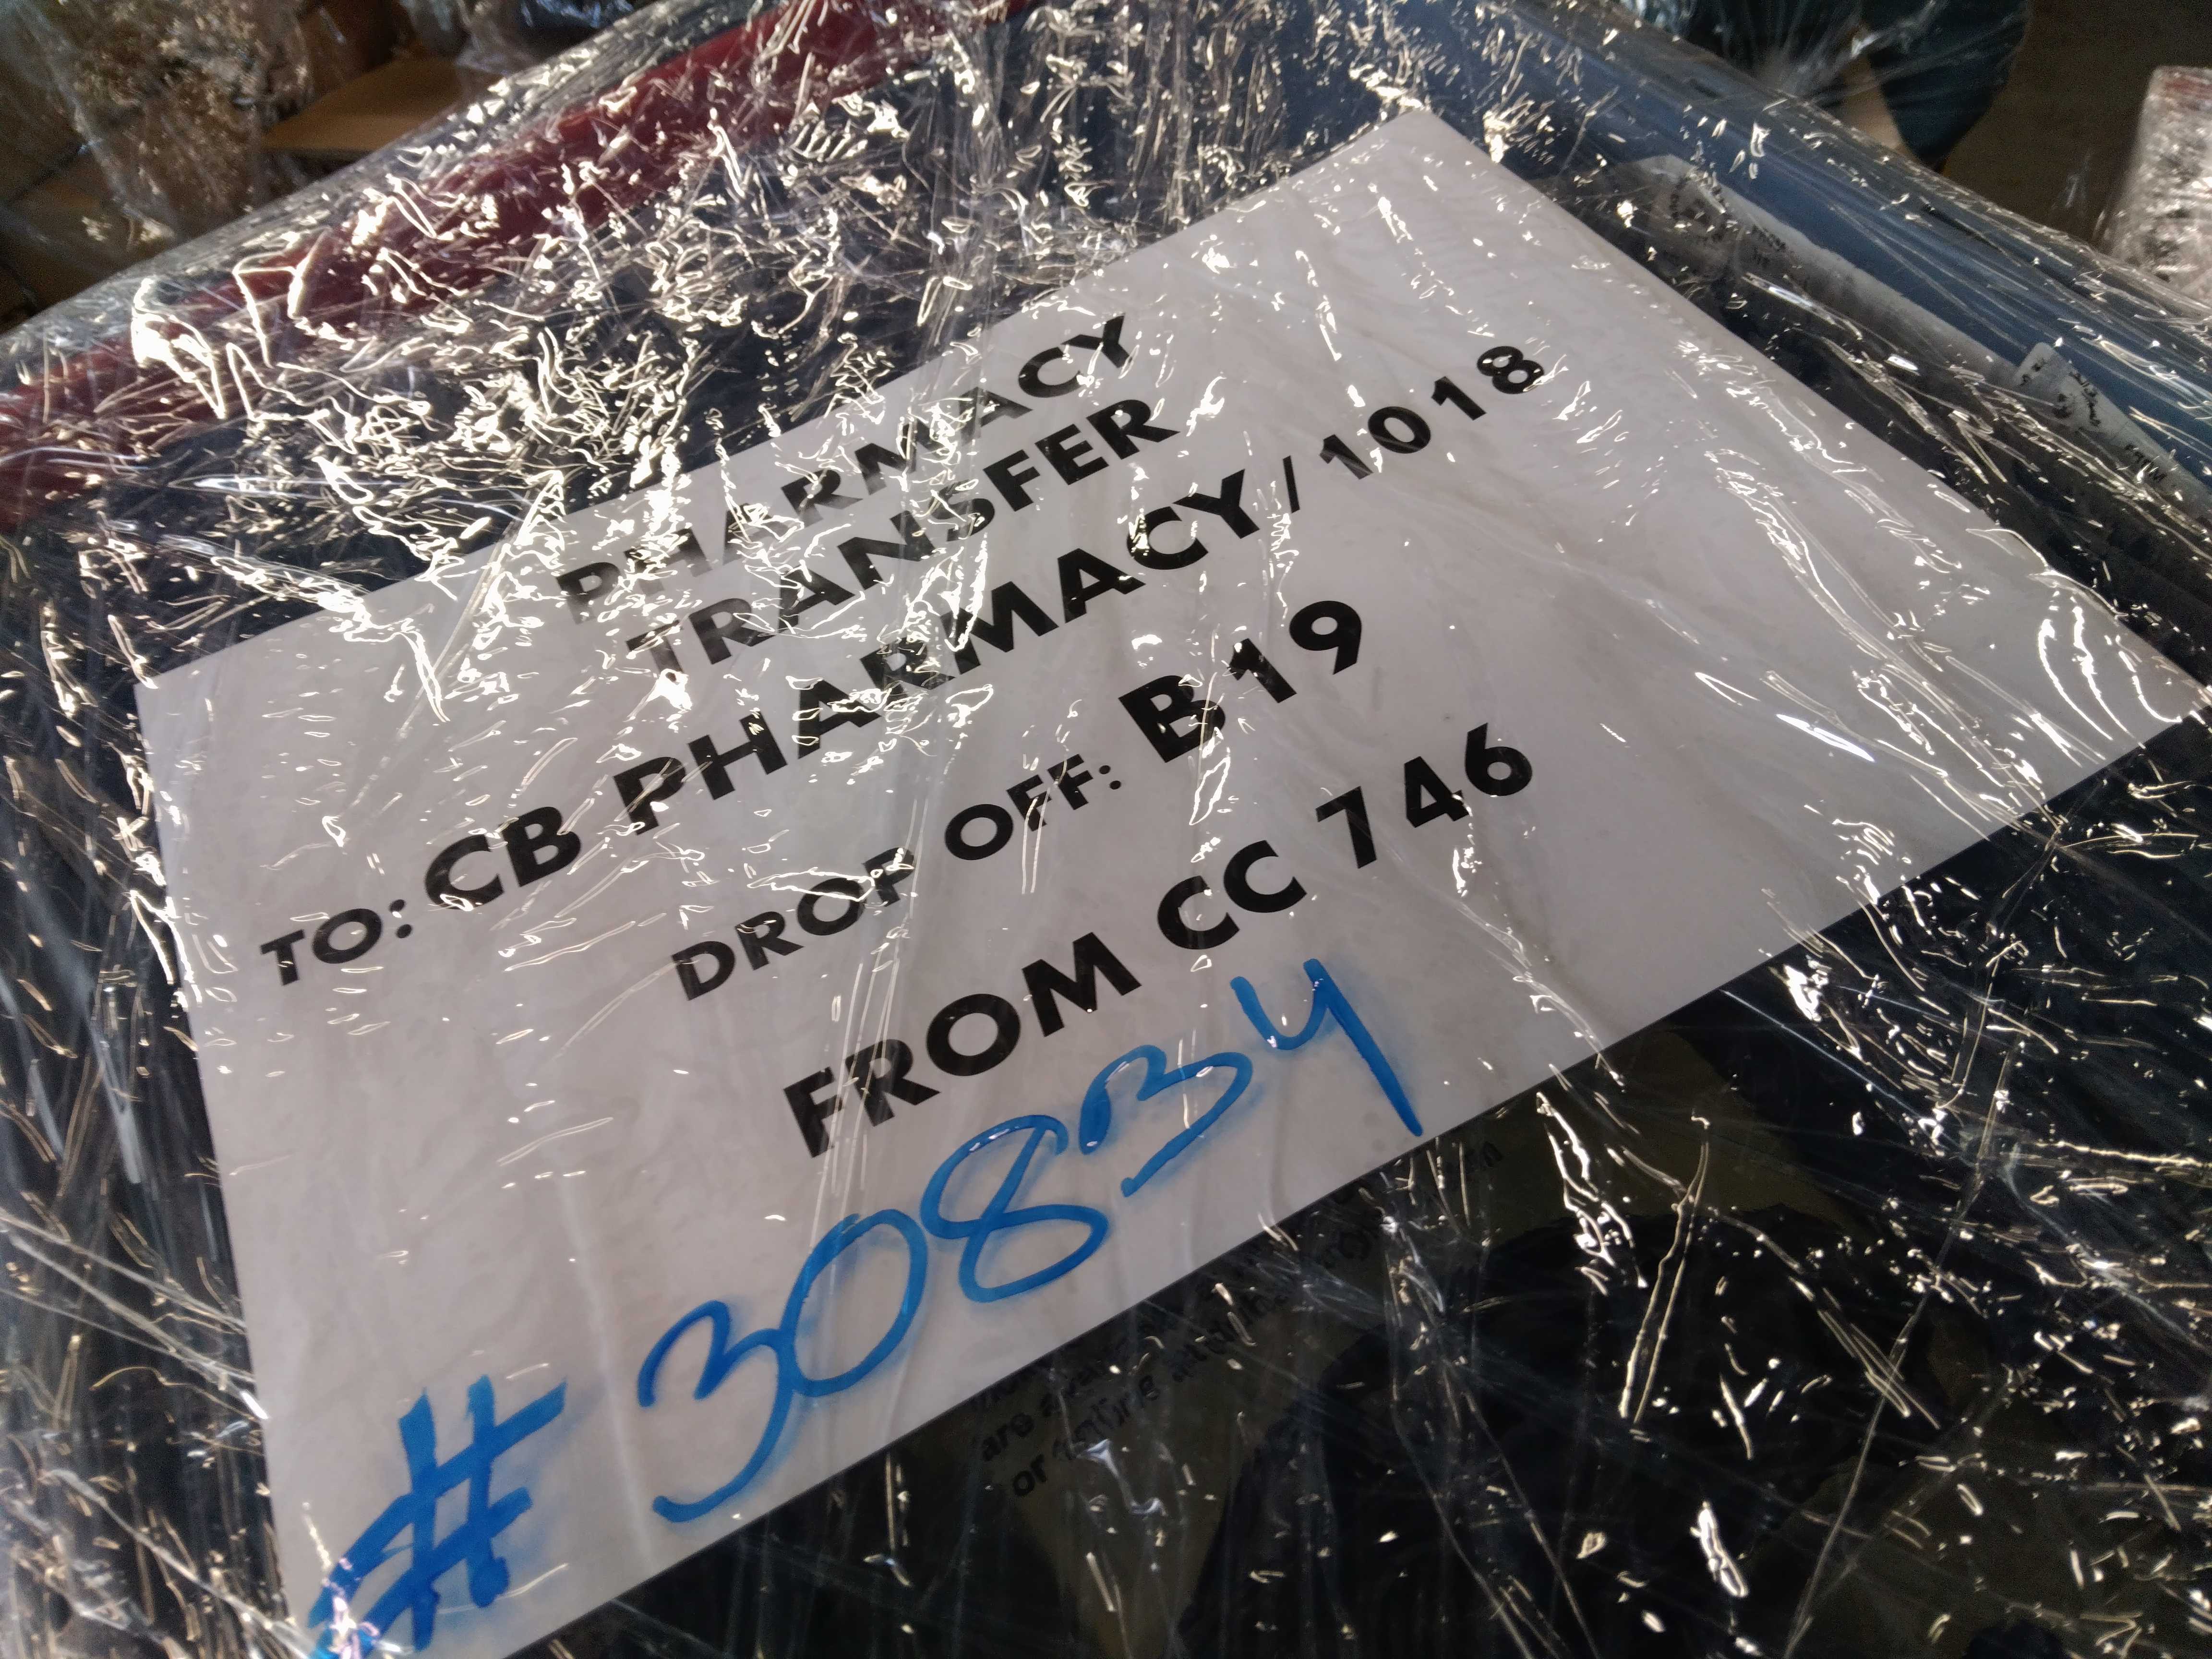 PHARMACY
TRANSFER
TO: CB PHARMACY/1018
DROP OFF: B19
FROM CC 746
#30834